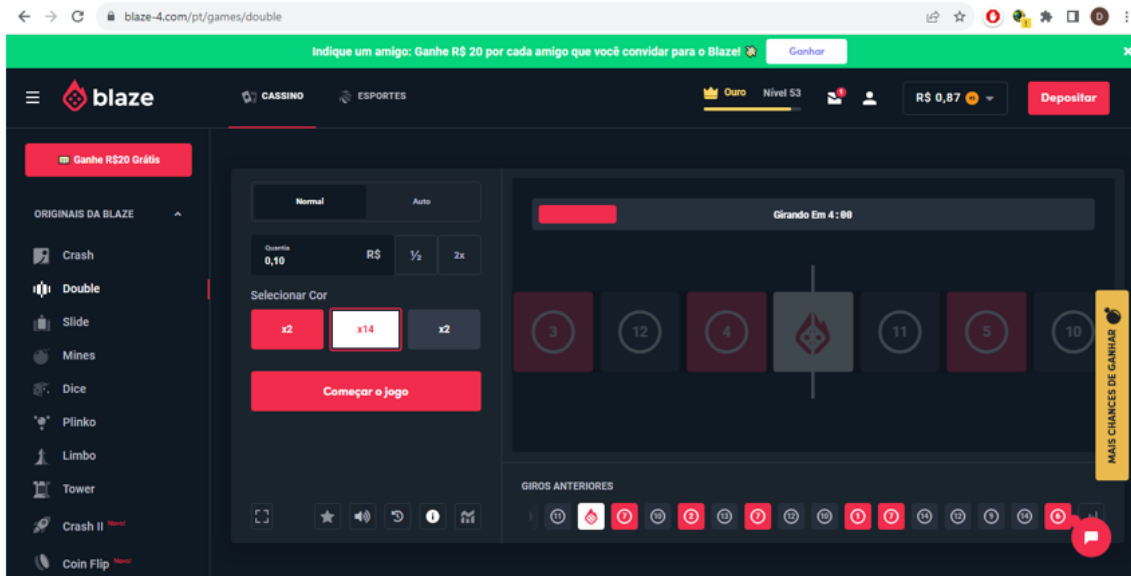 blaze-4.com/pt/games/double
D
Indique um amigo: Ganhe R$ 20 por cada amigo que você convidar para o Blaze!
Ganhar
blaze
CASSINO
ESPORTES
Ouro
Nível 53
1
R$ 0,87
Depositar
Ganhe R$20 Grátis
ORIGINAIS DA BLAZE
Crash
Double
Slide
Mines
Dice
Plinko
Limbo
Tower
Crash II Novo!
Coin Flip Novo!
Normal
Auto
Quantia
0,10
R$
½
2x
Selecionar Cor
x2
x14
x2
Começar o jogo
Girando Em 4:00
3
12
4
11
5
10
MAIS CHANCES DE GANHAR
GIROS ANTERIORES
11 7 10 2 13 7 12 10 1 7 14 12 9 14 6